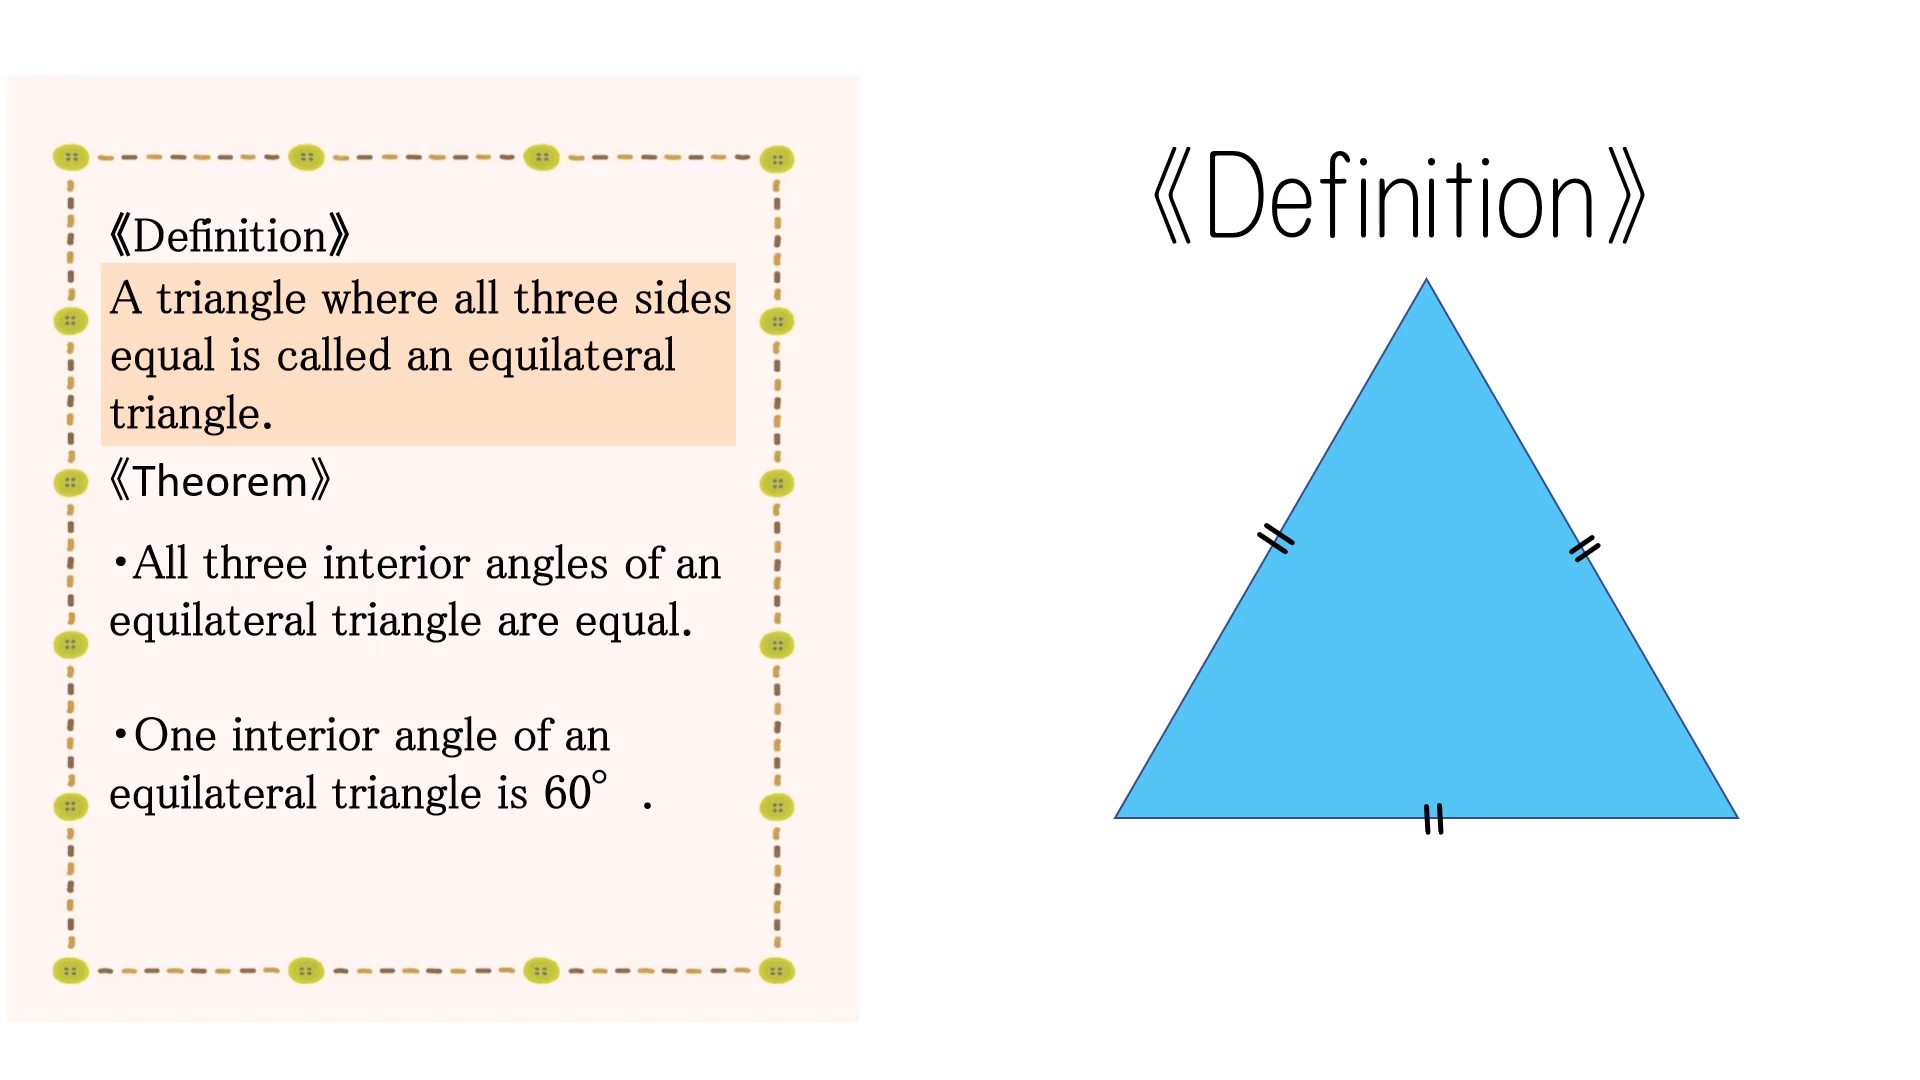 《Definition》
A triangle where all three sides
equal is called an equilateral
triangle.
《Theorem》
・All three interior angles of an
equilateral triangle are equal.
・One interior angle of an
equilateral triangle is 60° .
《Definition》